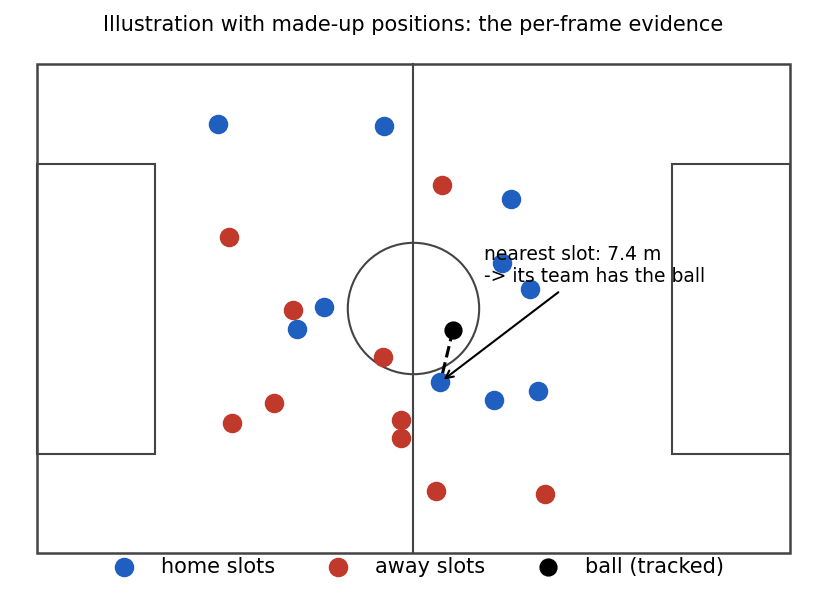 Illustration with made-up positions: the per-frame evidence
nearest slot: 7.4 m
-> its team has the ball
home slots
away slots
ball (tracked)